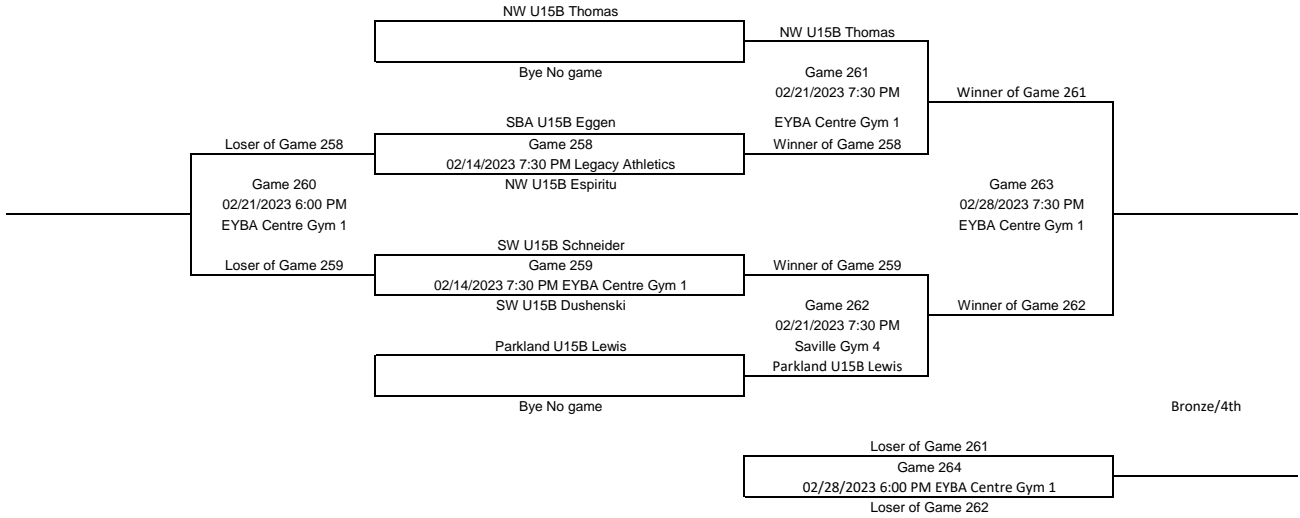 NW U15B Thomas
NW U15B Thomas
Bye No game
Game 261
02/21/2023 7:30 PM
Winner of Game 261
SBA U15B Eggen
EYBA Centre Gym 1
Loser of Game 258
Game 258
Winner of Game 258
02/14/2023 7:30 PM Legacy Athletics
Game 260
NW U15B Espiritu
Game 263
02/21/2023 6:00 PM
02/28/2023 7:30 PM
EYBA Centre Gym 1
EYBA Centre Gym 1
SW U15B Schneider
Loser of Game 259
Game 259
Winner of Game 259
02/14/2023 7:30 PM EYBA Centre Gym 1
SW U15B Dushenski
Game 262
Winner of Game 262
02/21/2023 7:30 PM
Parkland U15B Lewis
Saville Gym 4
Parkland U15B Lewis
Bye No game
Bronze/4th
Loser of Game 261
Game 264
02/28/2023 6:00 PM EYBA Centre Gym 1
Loser of Game 262